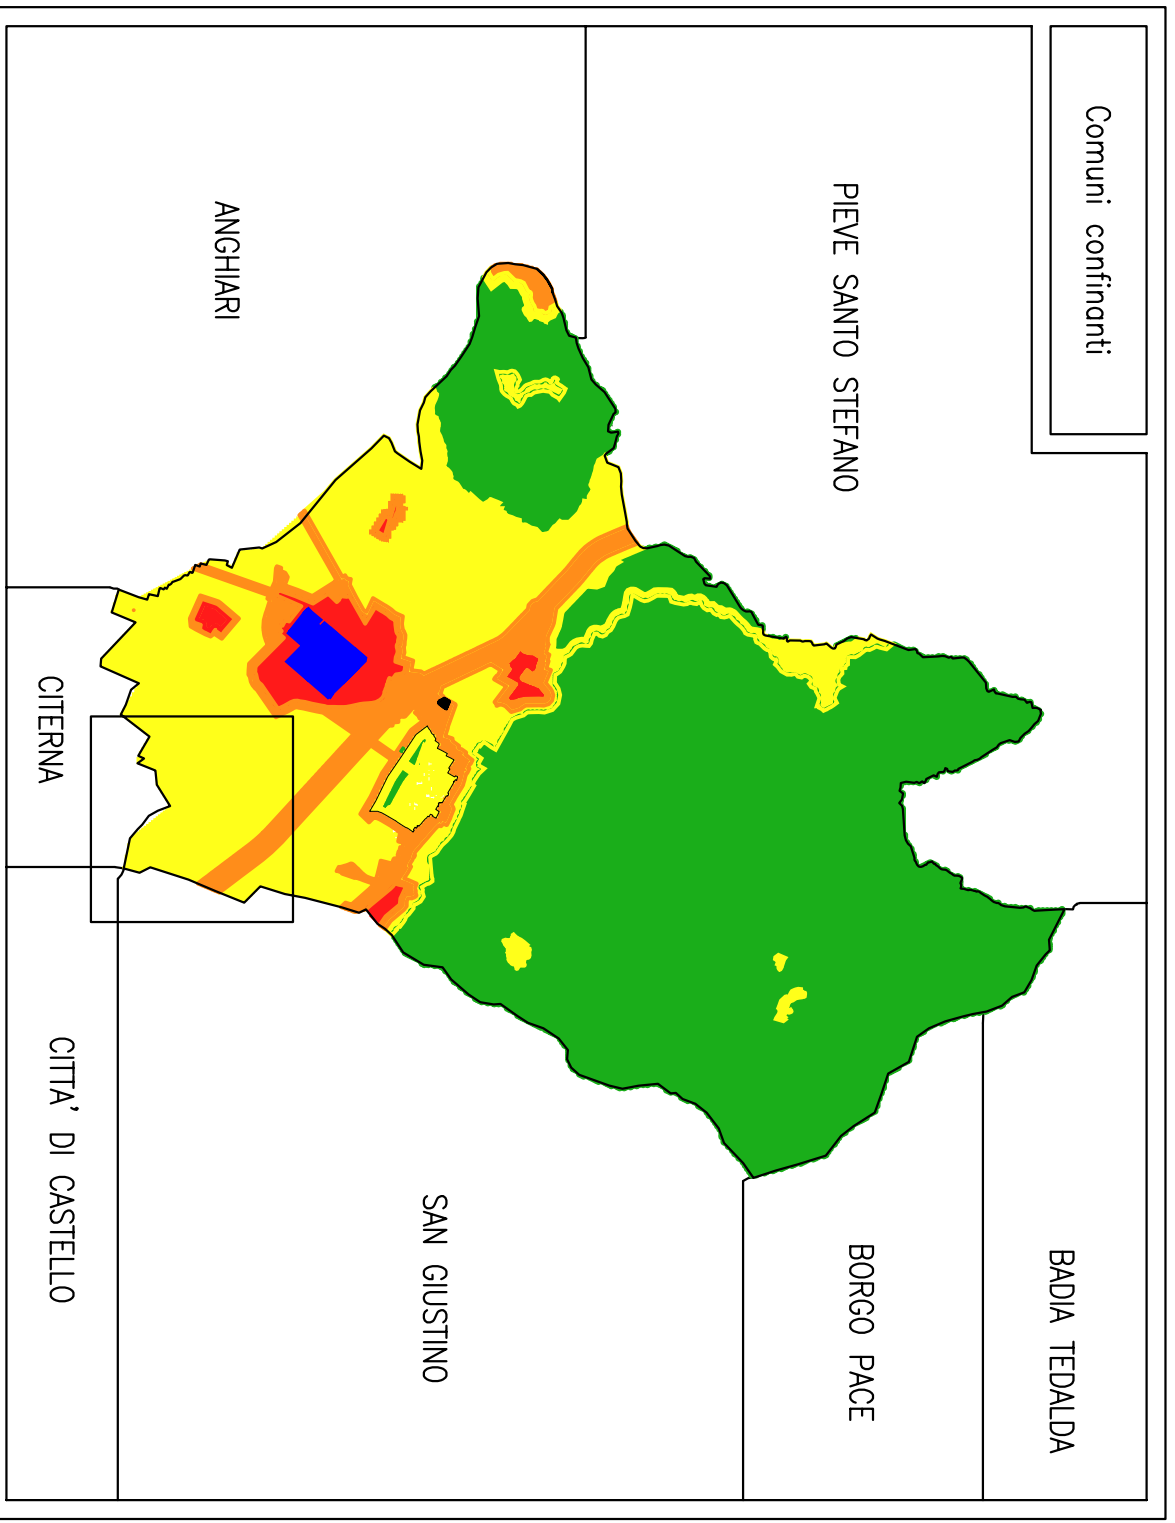 Comuni confinanti
PIEVE SANTO STEFANO
BADIA TEDALDA
BORGO PACE
ANGHIARI
SAN GIUSTINO
CITERNA
CITTA' DI CASTELLO